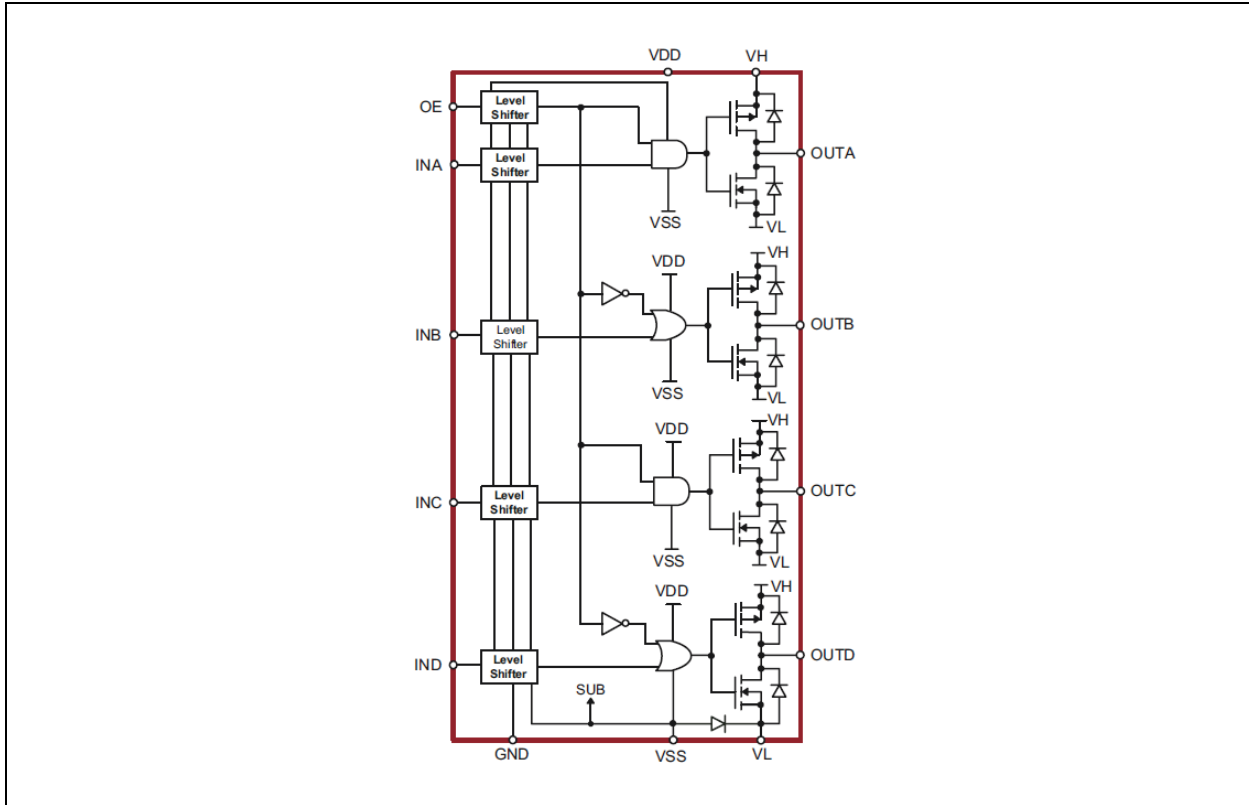 VDD
VH
OE
Level
Shifter
INA
Level
Shifter
OUTA
VSS
VL
VH
VDD
INB
Level
Shifter
OUTB
VSS
VL
VH
VDD
INC
Level
Shifter
OUTC
VSS
VL
VH
VDD
IND
Level
Shifter
OUTD
SUB
GND
VSS
VL